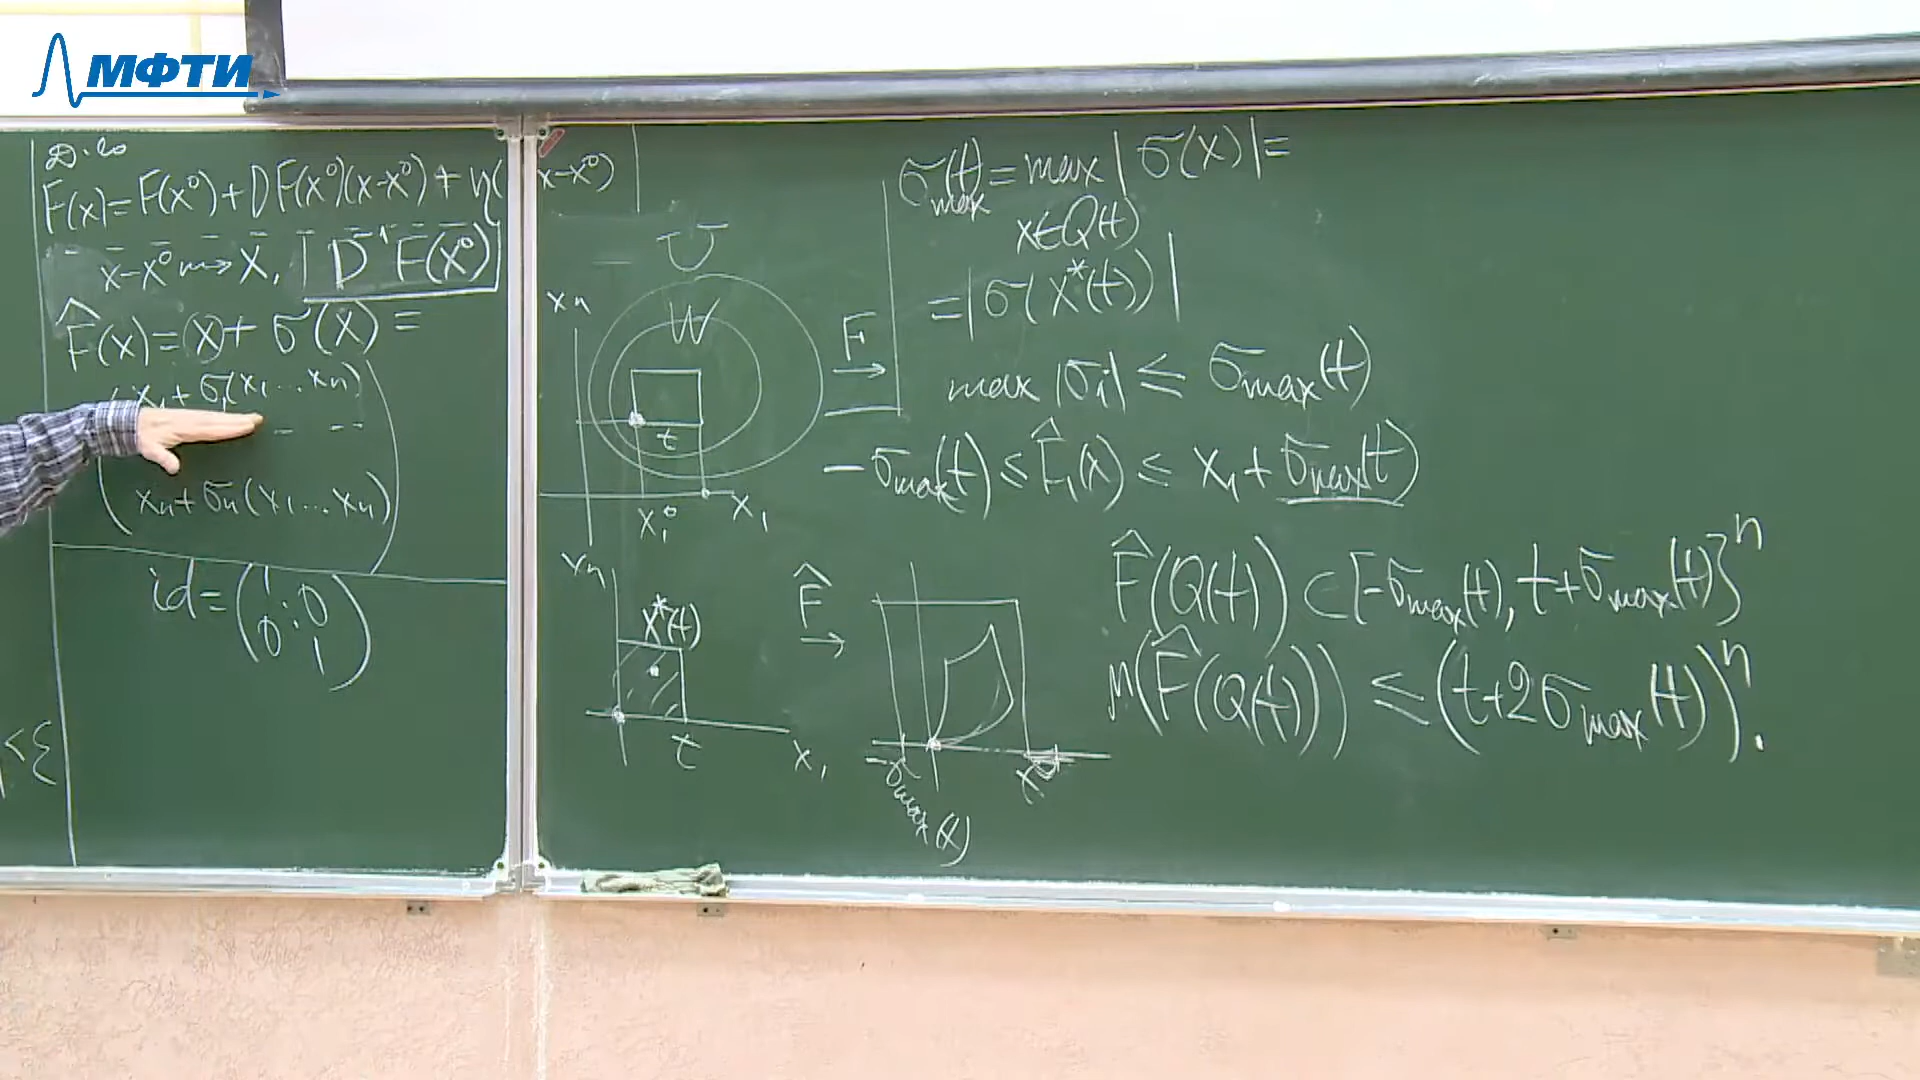 МФТИ
Д-во
F(x)=F(x⁰)+DF(x⁰)(x-x⁰)+η(x-x⁰)
x-x⁰ ⇝ x, D⁻¹F(x⁰)
F̂(x)=(x)+σ(x)=
x₁+σ₁(x₁...xₙ)
xₙ+σₙ(x₁...xₙ)
id=(1 0 ⋱ 0 1)
<ε
U
W
xₙ
t
x₁⁰
x₁
F
→
xₙ
x*(t)
t
x₁
F̂
→
-σmax(t)
σmax(t)=max|σ(x)|=
x∈Q(t)
=|σ(x*(t))|
max|σᵢ|≤σmax(t)
-σmax(t)≤F̂₁(x)≤x₁+σmax(t)
F̂(Q(t))⊂[-σmax(t),t+σmax(t)]ⁿ
μ(F̂(Q(t)))≤(t+2σmax(t))ⁿ.